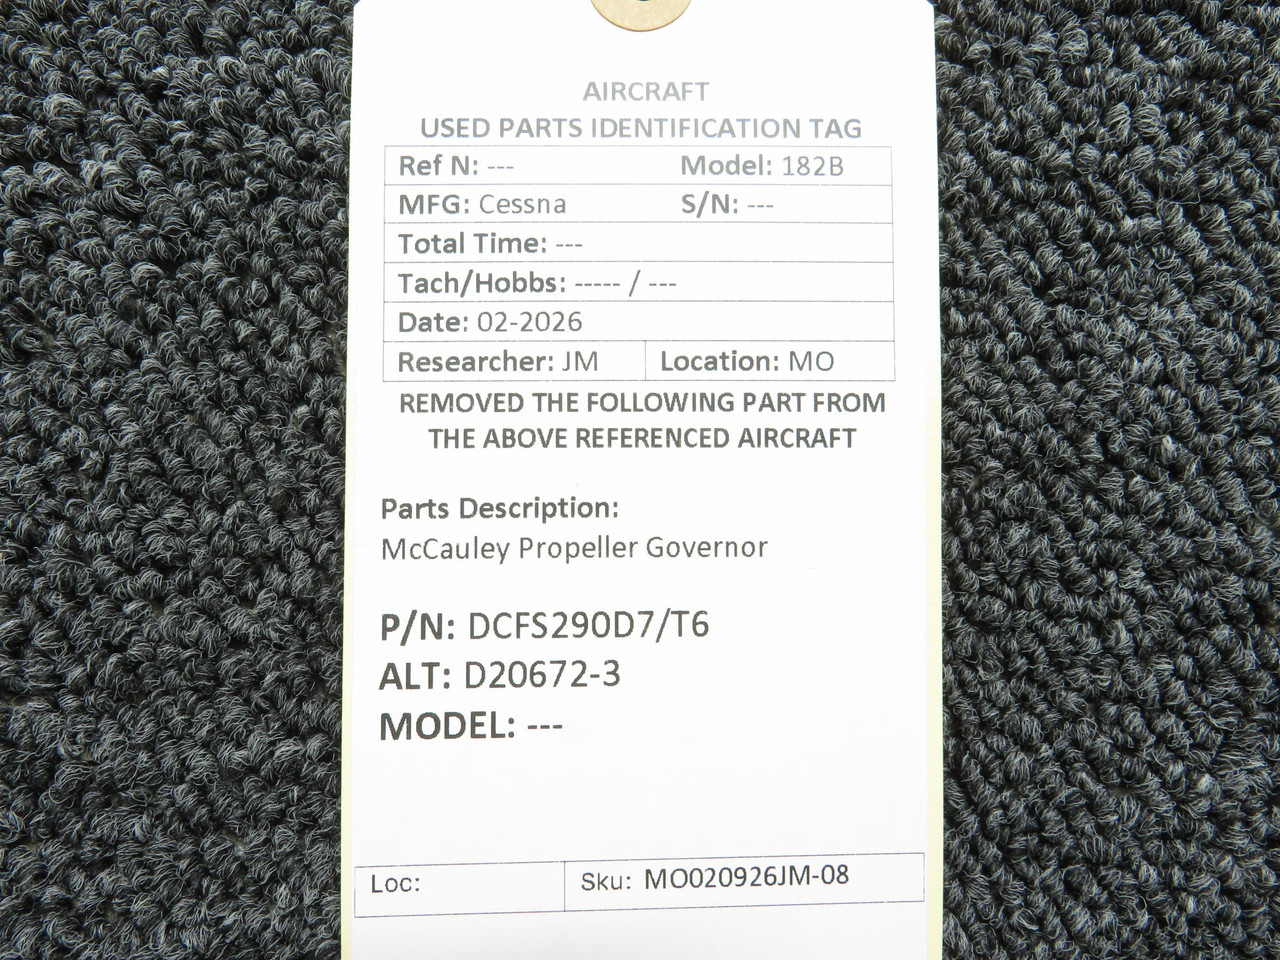 AIRCRAFT
USED PARTS IDENTIFICATION TAG
Ref N: --- Model: 182B
MFG: Cessna S/N: ---
Total Time: ---
Tach/Hobbs: ----- / ---
Date: 02-2026
Researcher: JM Location: MO
REMOVED THE FOLLOWING PART FROM
THE ABOVE REFERENCED AIRCRAFT
Parts Description:
McCauley Propeller Governor
P/N: DCFS290D7/T6
ALT: D20672-3
MODEL: ---
Loc: Sku: MO020926JM-08